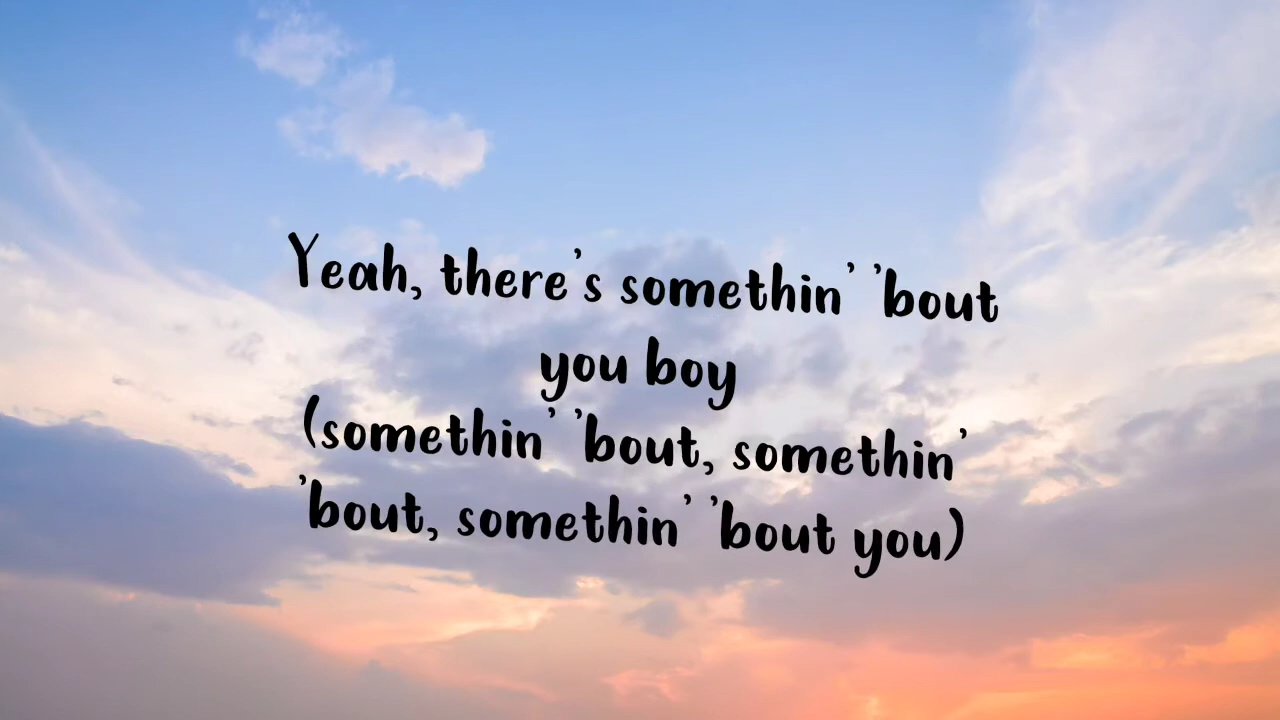 Yeah, there's somethin' 'bout
you boy
(somethin' 'bout, somethin'
'bout, somethin' 'bout you)